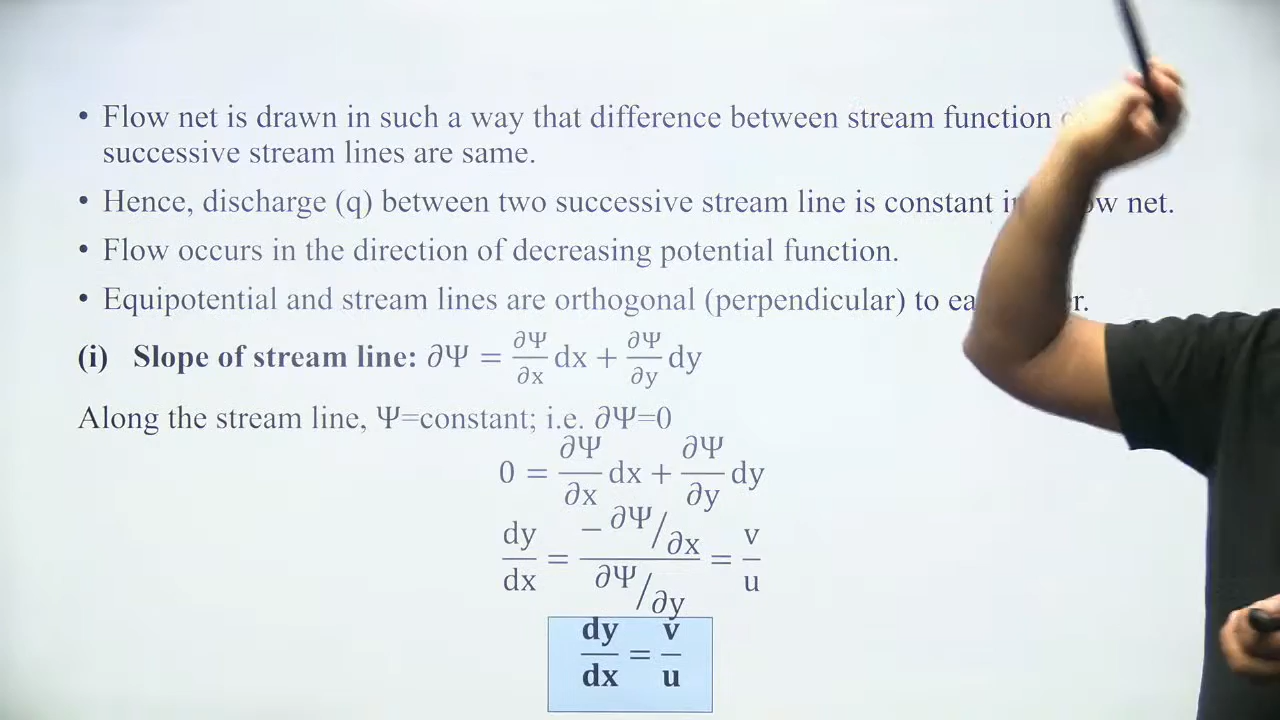 • Flow net is drawn in such a way that difference between stream function
successive stream lines are same.
• Hence, discharge (q) between two successive stream line is constant in net.
• Flow occurs in the direction of decreasing potential function.
• Equipotential and stream lines are orthogonal (perpendicular) to
(i) Slope of stream line: ∂Ψ = ∂Ψ/∂x dx + ∂Ψ/∂y dy
Along the stream line, Ψ=constant; i.e. ∂Ψ=0
0 = ∂Ψ/∂x dx + ∂Ψ/∂y dy
dy/dx = (− ∂Ψ/∂x)/(∂Ψ/∂y) = v/u
dy/dx = v/u